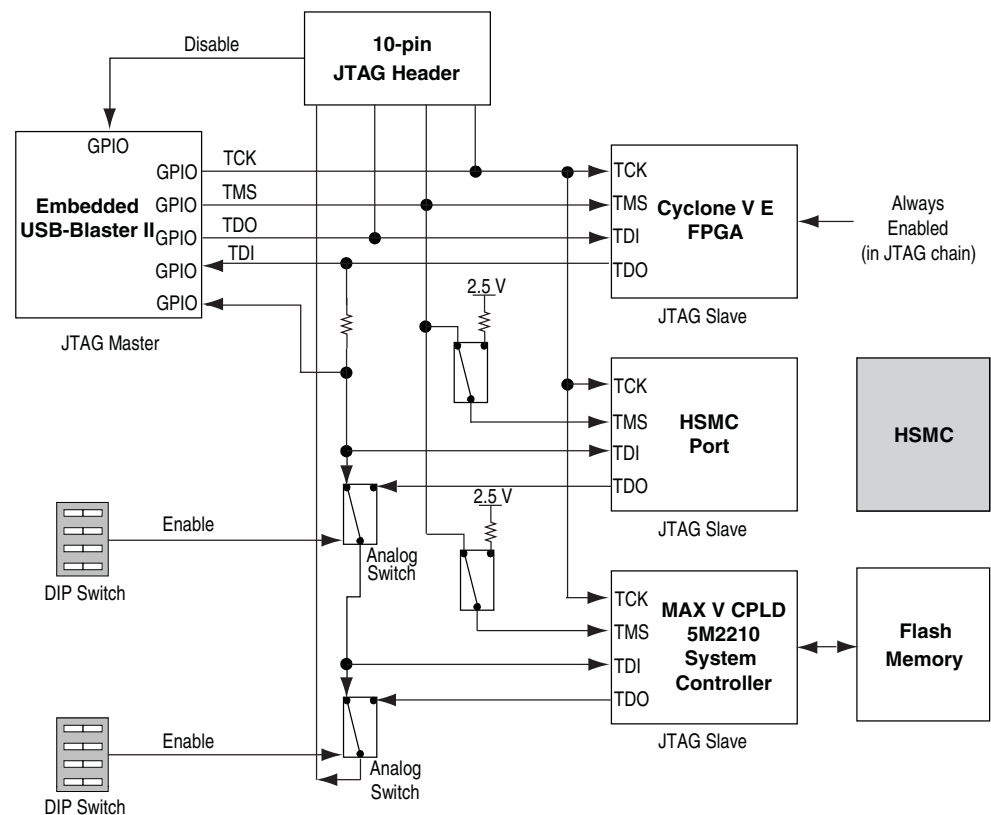 Disable
10-pin
JTAG Header
GPIO
GPIO
TCK
TCK
Embedded
USB-Blaster II
GPIO
TMS
TMS
Cyclone V E
FPGA
Always
Enabled
(in JTAG chain)
GPIO
TDO
TDI
GPIO
TDI
TDO
GPIO
2.5 V
JTAG Slave
JTAG Master
TCK
TMS
HSMC
Port
HSMC
TDI
TDO
2.5 V
JTAG Slave
Enable
Analog
Switch
DIP Switch
TCK
MAX V CPLD
5M2210
System
Controller
Flash
Memory
TMS
TDI
TDO
JTAG Slave
Enable
Analog
Switch
DIP Switch